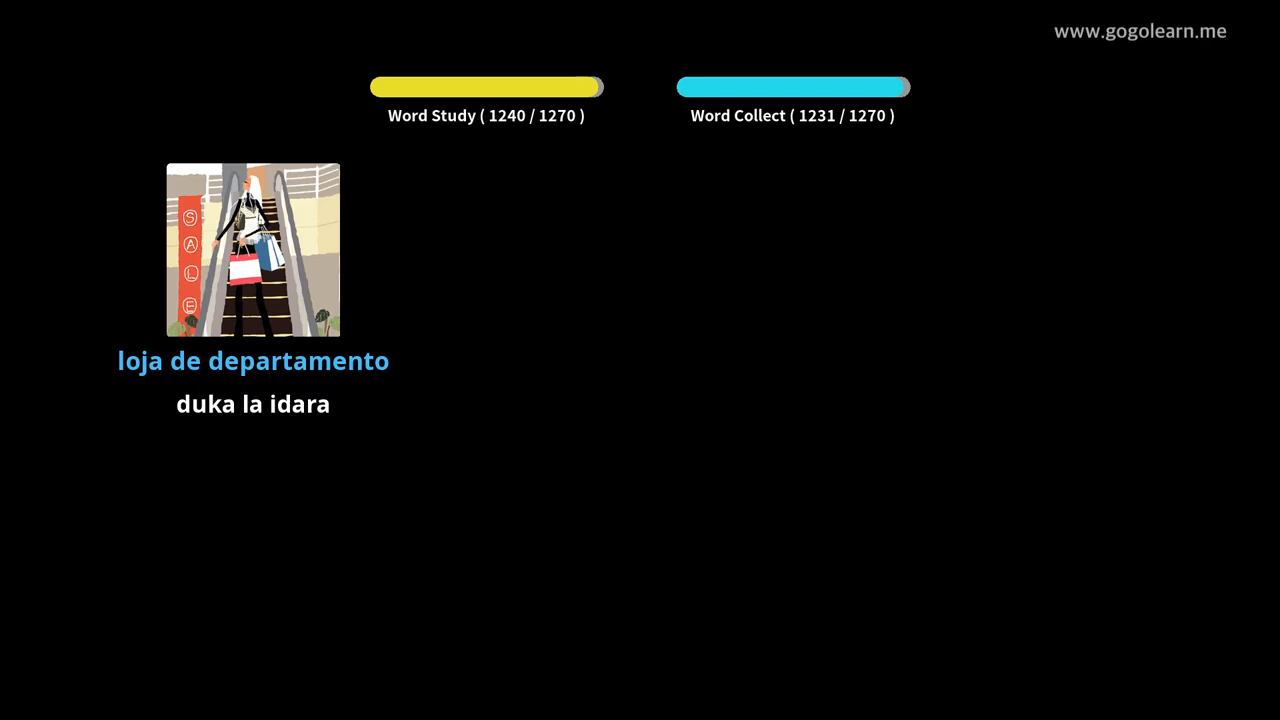 www.gogolearn.me
Word Study ( 1240 / 1270 )
Word Collect ( 1231 / 1270 )
S
A
L
E
loja de departamento
duka la idara